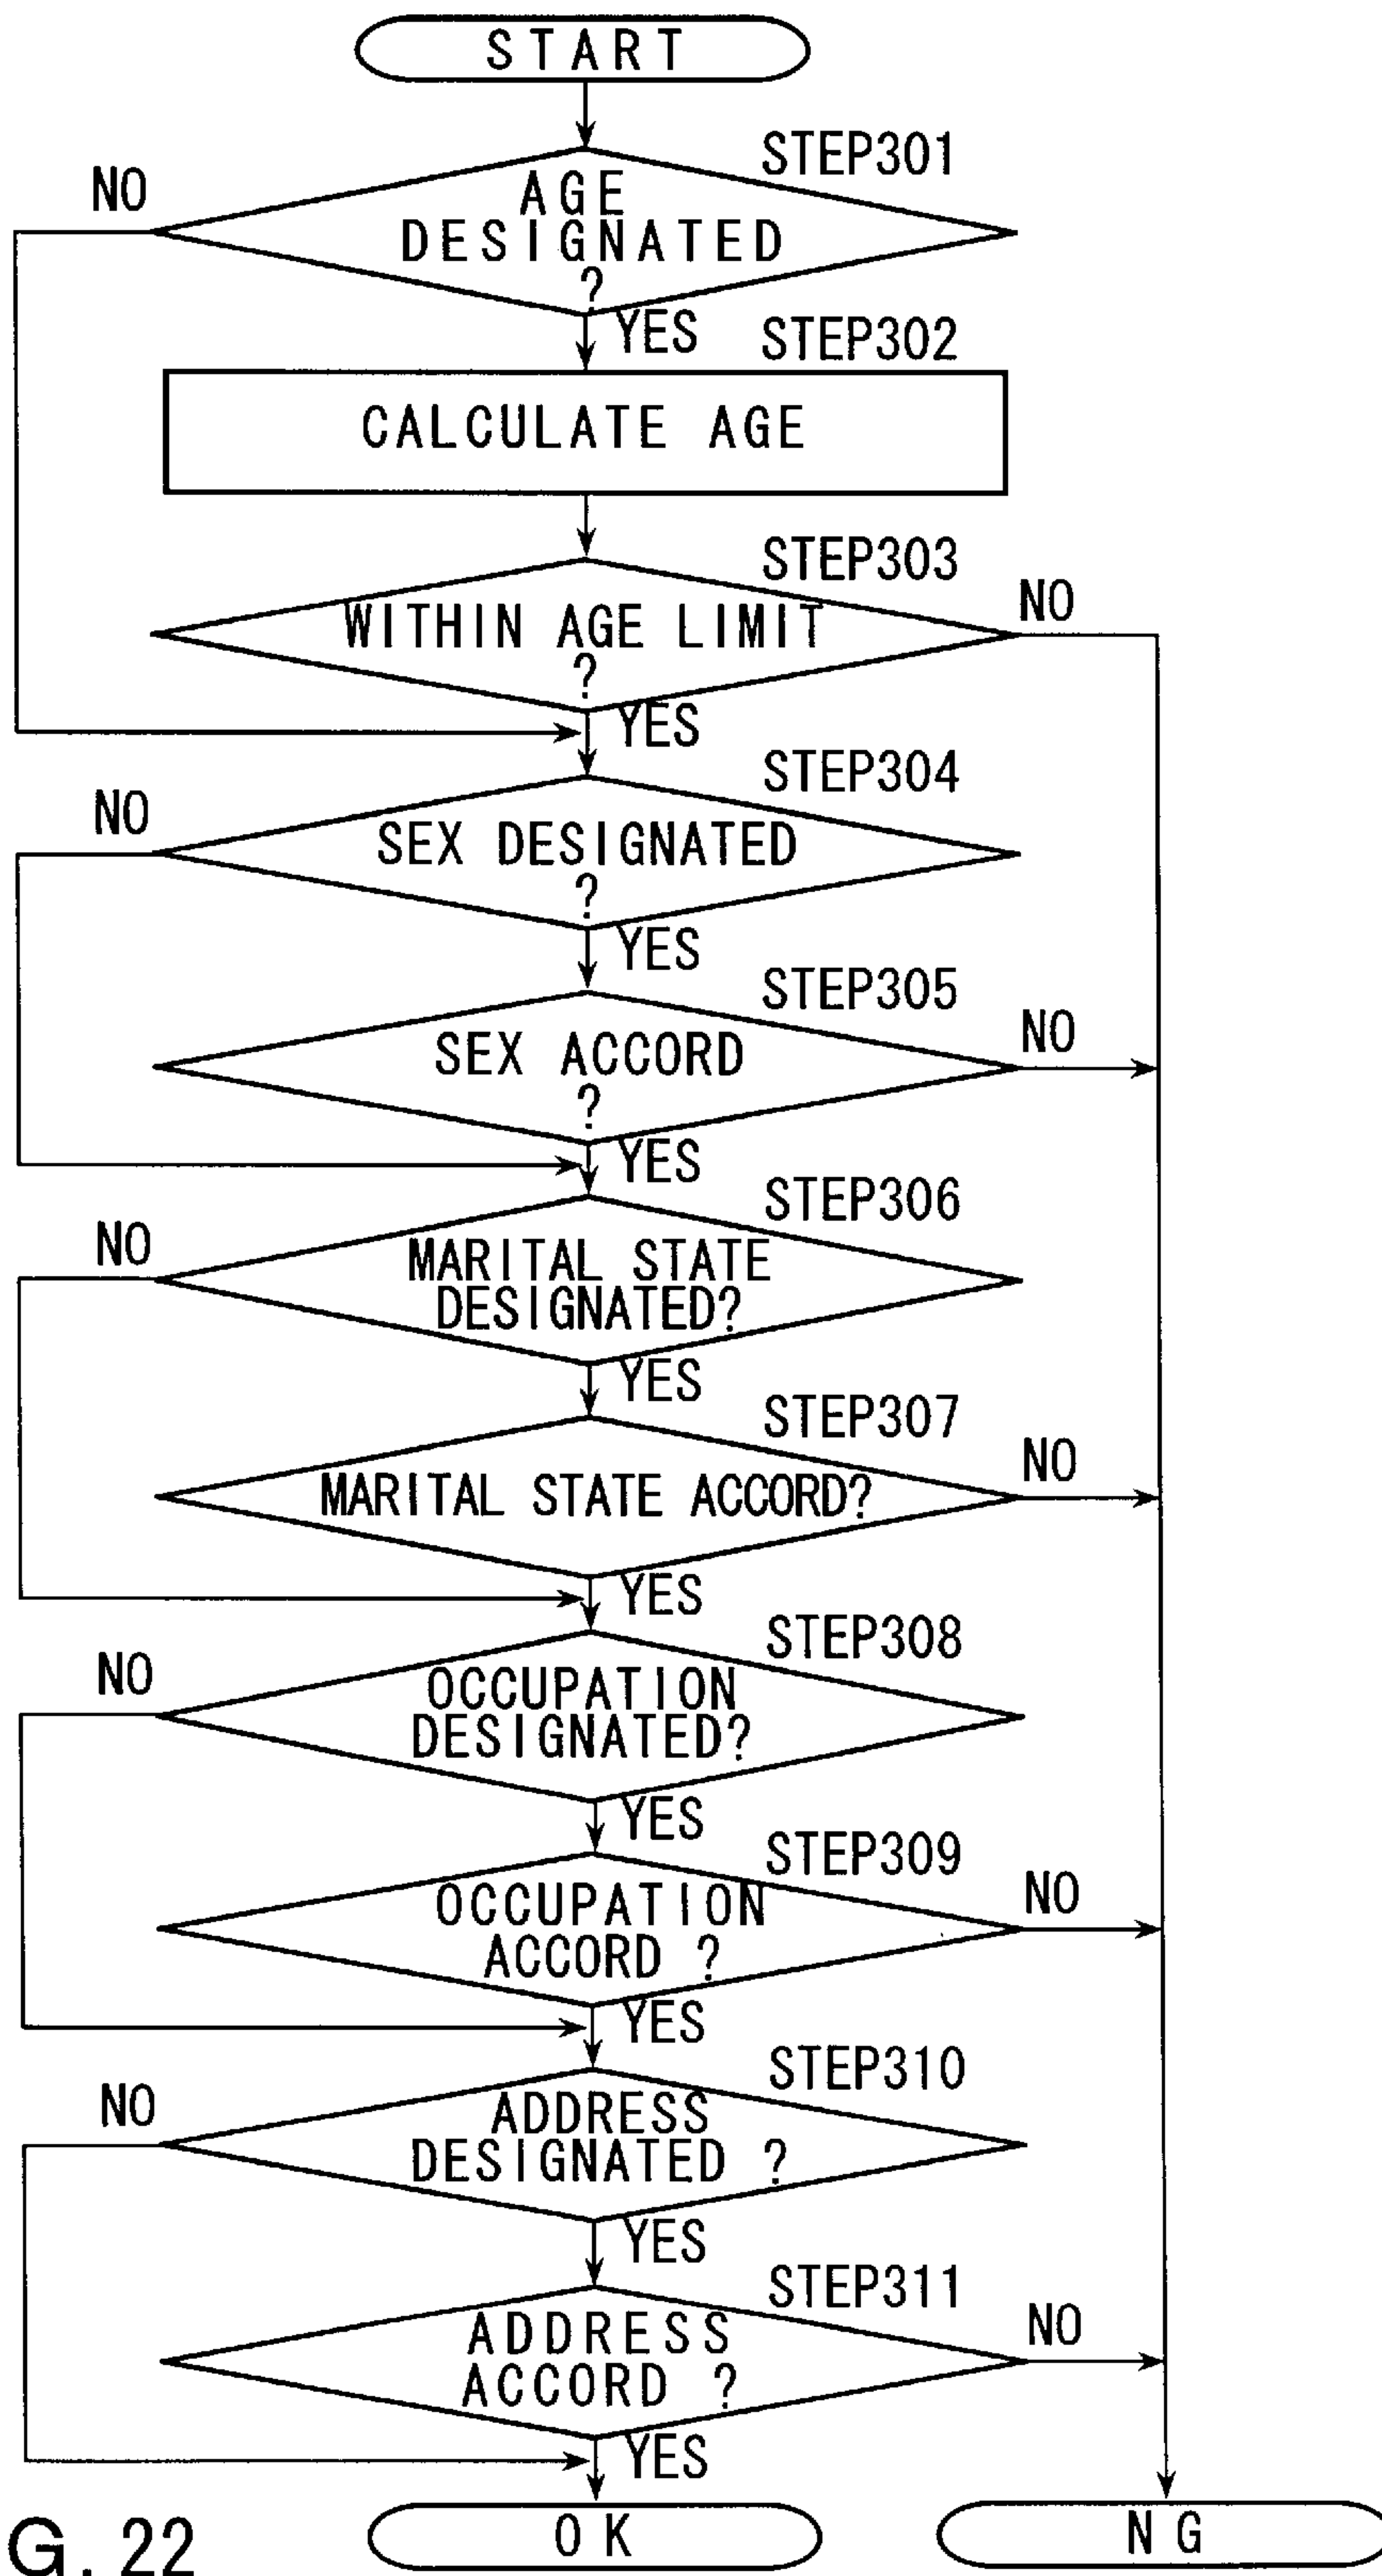 START
STEP301
NO
AGE
DESIGNATED
?
YES
STEP302
CALCULATE AGE
STEP303
NO
WITHIN AGE LIMIT
?
YES
STEP304
NO
SEX DESIGNATED
?
YES
STEP305
NO
SEX ACCORD
?
YES
STEP306
NO
MARITAL STATE
DESIGNATED?
YES
STEP307
NO
MARITAL STATE ACCORD?
YES
STEP308
NO
OCCUPATION
DESIGNATED?
YES
STEP309
NO
OCCUPATION
ACCORD ?
YES
STEP310
NO
ADDRESS
DESIGNATED ?
YES
STEP311
NO
ADDRESS
ACCORD ?
YES
OK
NG
G. 22